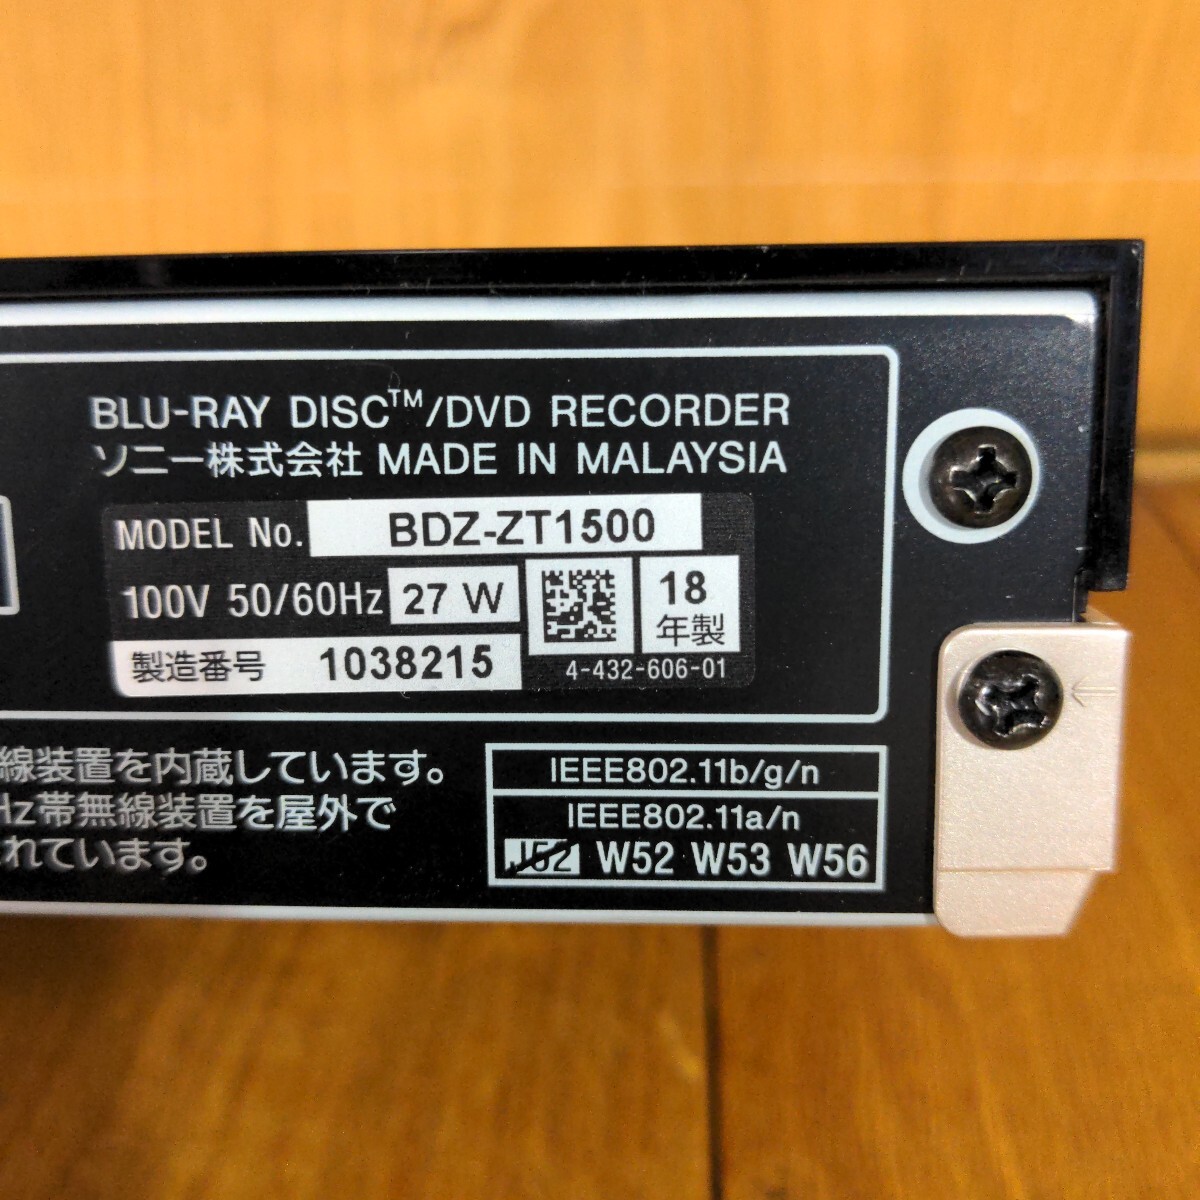 BLU-RAY DISC™/DVD RECORDER
ソニー株式会社 MADE IN MALAYSIA
MODEL No. BDZ-ZT1500
100V 50/60Hz 27 W
18
年製
製造番号 1038215
4-432-606-01
線装置を内蔵しています。
Hz帯無線装置を屋外で
れています。
IEEE802.11b/g/n
IEEE802.11a/n
J52 W52 W53 W56